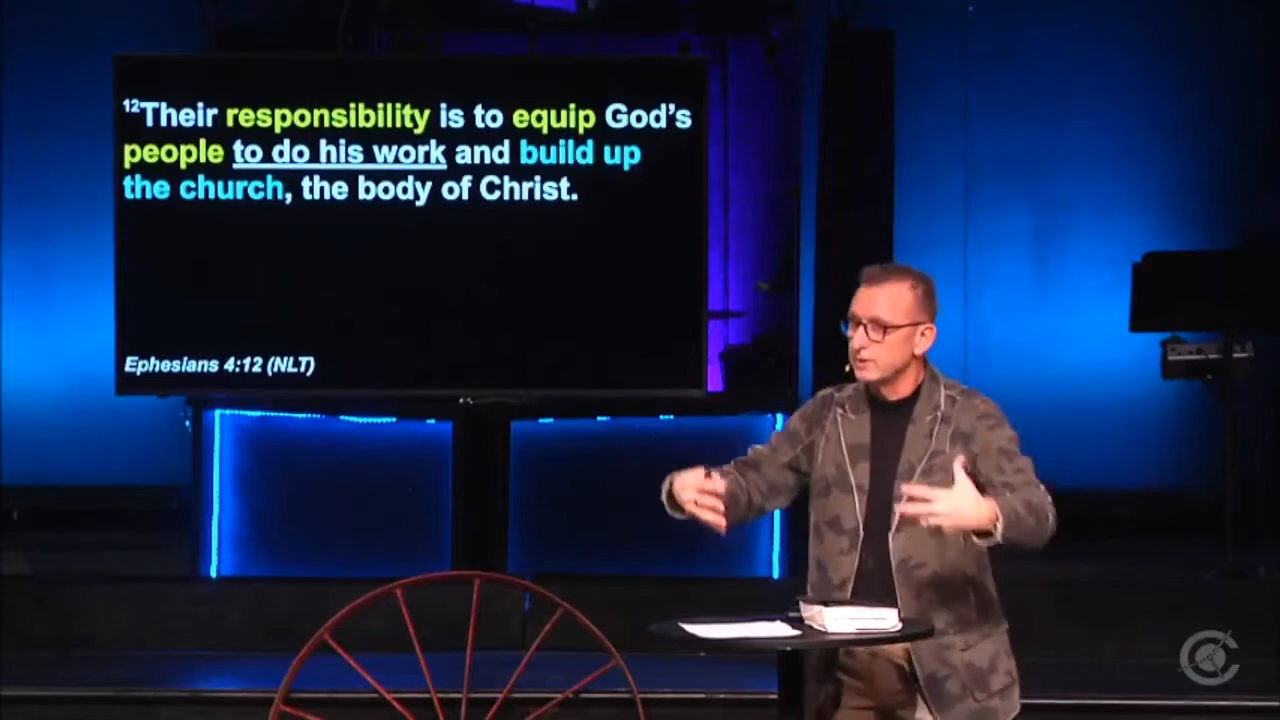 ¹²Their responsibility is to equip God's
people to do his work and build up
the church, the body of Christ.
Ephesians 4:12 (NLT)